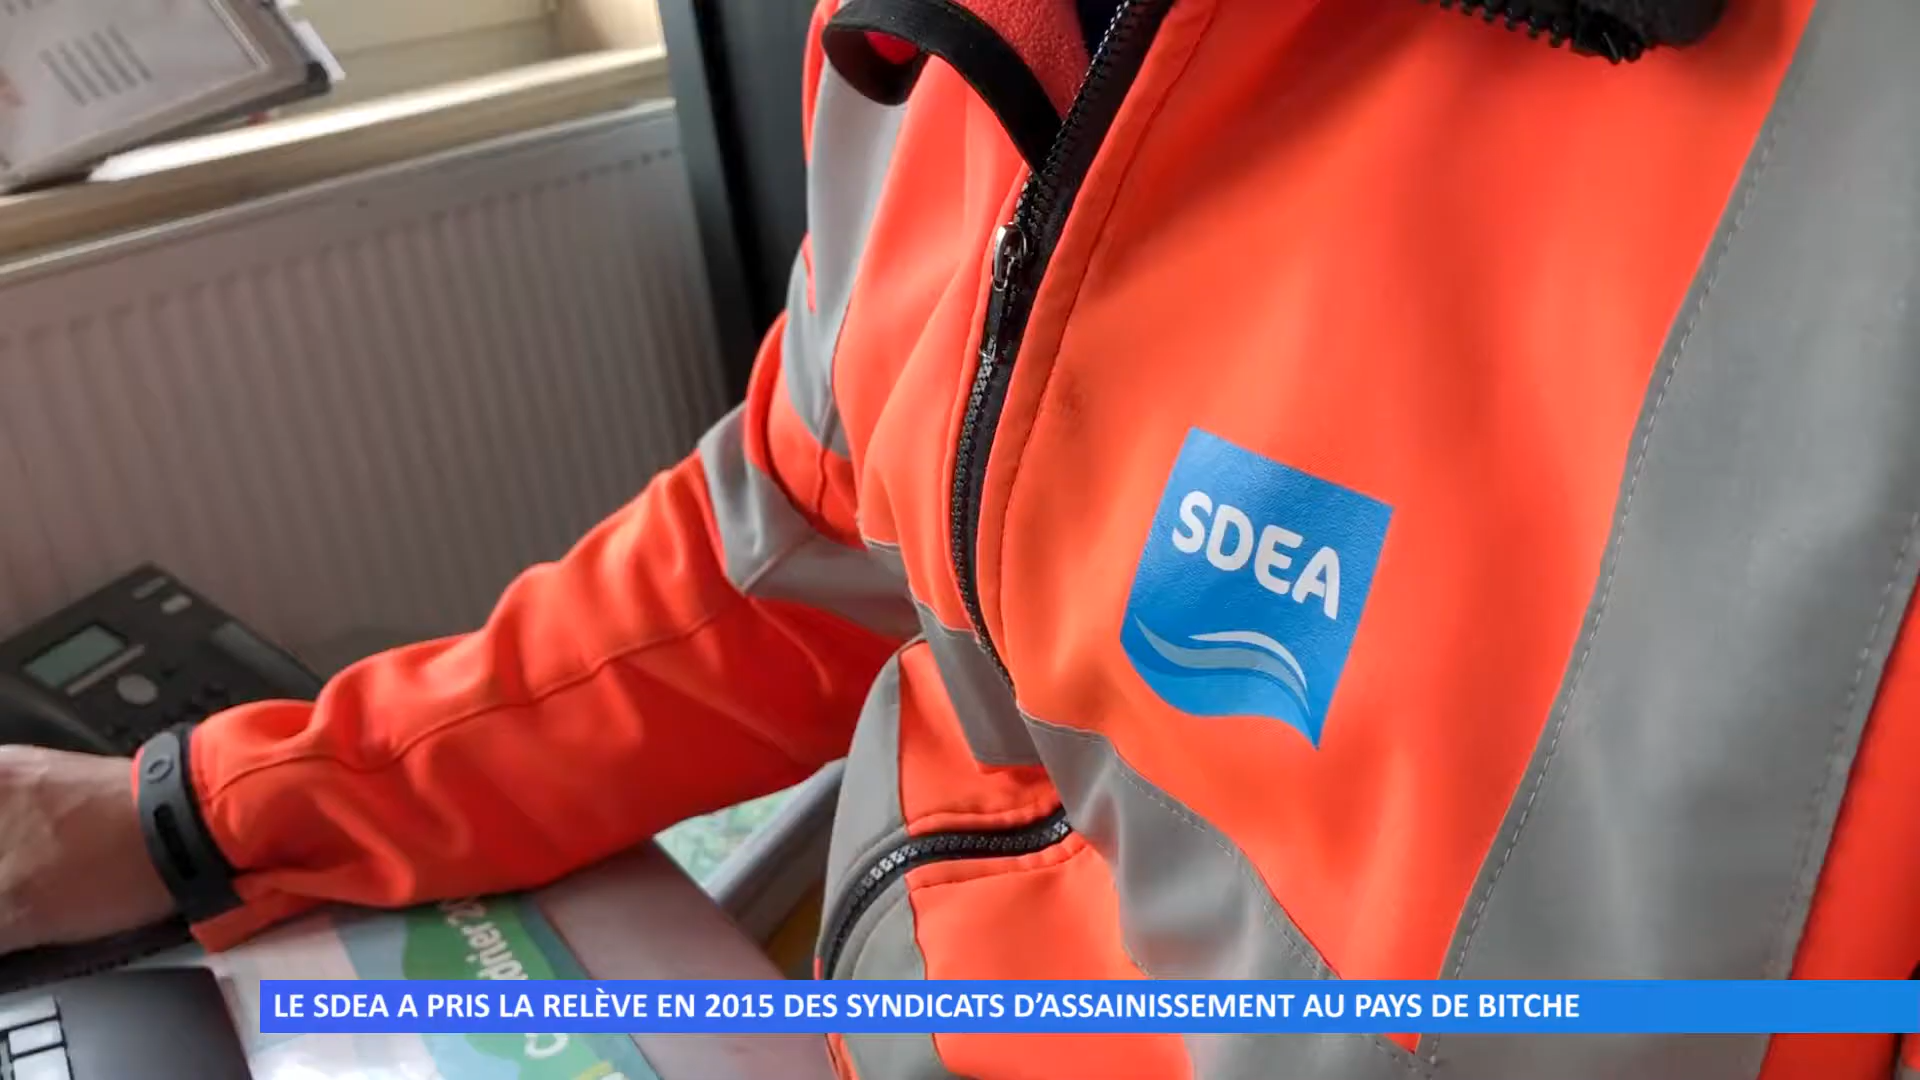 SDEA
LE SDEA A PRIS LA RELÈVE EN 2015 DES SYNDICATS D’ASSAINISSEMENT AU PAYS DE BITCHE